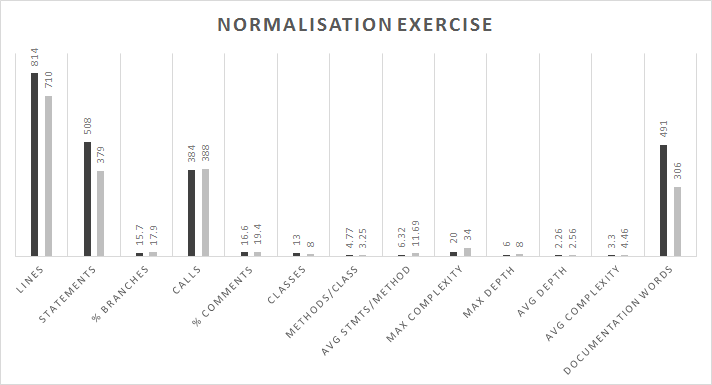 NORMALISATION EXERCISE
814
710
508
379
15.7
17.9
384
388
16.6
19.4
13
8
4.77
3.25
6.32
11.69
20
34
6
8
2.26
2.56
3.3
4.46
491
306
LINES
STATEMENTS
% BRANCHES
CALLS
% COMMENTS
CLASSES
METHODS/CLASS
AVG STMTS/METHOD
MAX COMPLEXITY
MAX DEPTH
AVG DEPTH
AVG COMPLEXITY
DOCUMENTATION WORDS